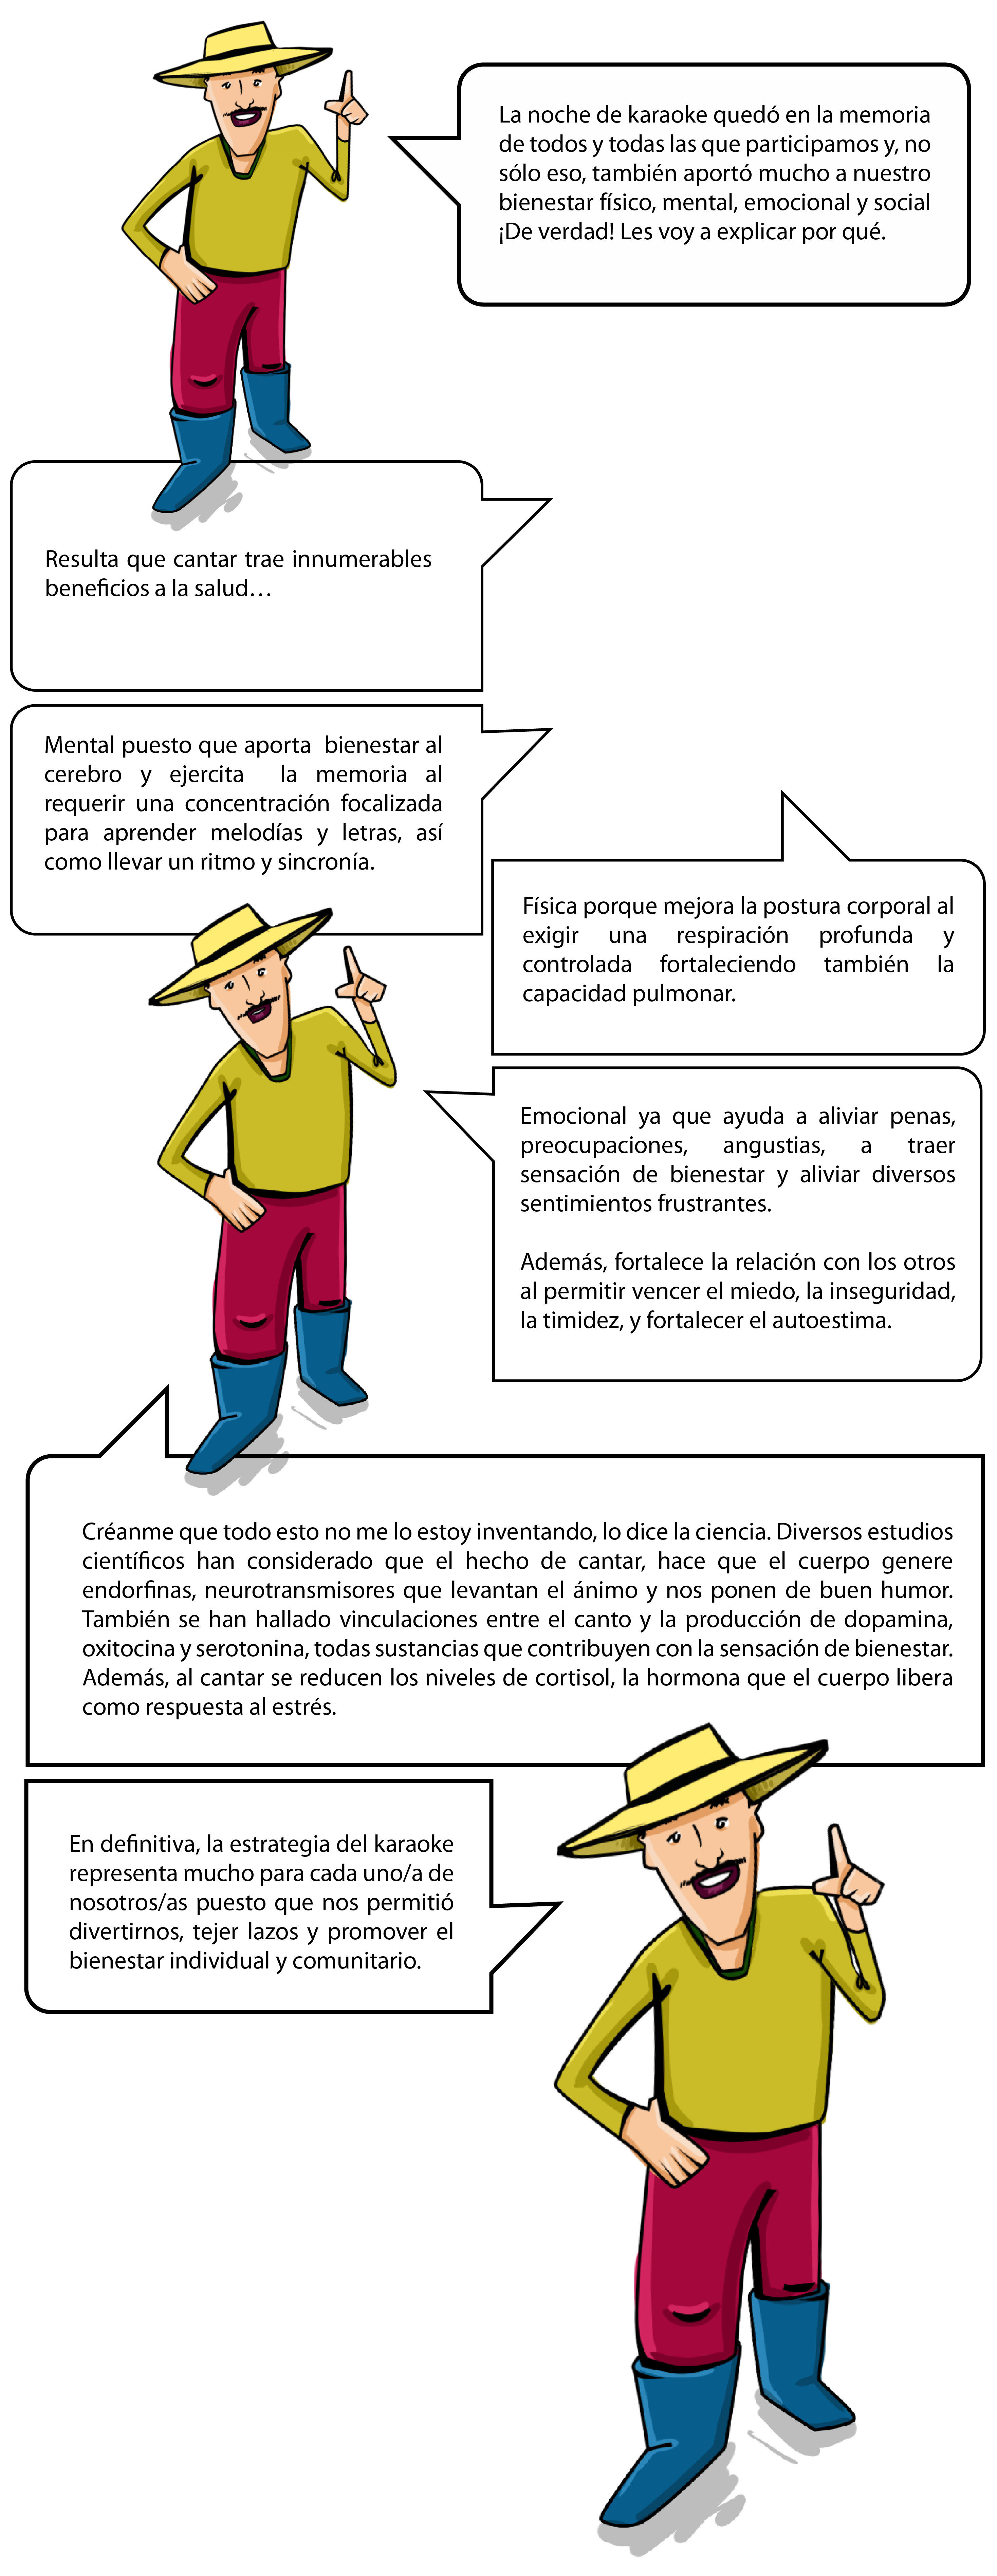 La noche de karaoke quedó en la memoria
de todos y todas las que participamos y, no
sólo eso, también aportó mucho a nuestro
bienestar físico, mental, emocional y social
¡De verdad! Les voy a explicar por qué.
Resulta que cantar trae innumerables
beneficios a la salud…
Mental puesto que aporta bienestar al
cerebro y ejercita la memoria al
requerir una concentración focalizada
para aprender melodías y letras, así
como llevar un ritmo y sincronía.
Física porque mejora la postura corporal al
exigir una respiración profunda y
controlada fortaleciendo también la
capacidad pulmonar.
Emocional ya que ayuda a aliviar penas,
preocupaciones, angustias, a traer
sensación de bienestar y aliviar diversos
sentimientos frustrantes.
Además, fortalece la relación con los otros
al permitir vencer el miedo, la inseguridad,
la timidez, y fortalecer el autoestima.
Créanme que todo esto no me lo estoy inventando, lo dice la ciencia. Diversos estudios
científicos han considerado que el hecho de cantar, hace que el cuerpo genere
endorfinas, neurotransmisores que levantan el ánimo y nos ponen de buen humor.
También se han hallado vinculaciones entre el canto y la producción de dopamina,
oxitocina y serotonina, todas sustancias que contribuyen con la sensación de bienestar.
Además, al cantar se reducen los niveles de cortisol, la hormona que el cuerpo libera
como respuesta al estrés.
En definitiva, la estrategia del karaoke
representa mucho para cada uno/a de
nosotros/as puesto que nos permitió
divertirnos, tejer lazos y promover el
bienestar individual y comunitario.